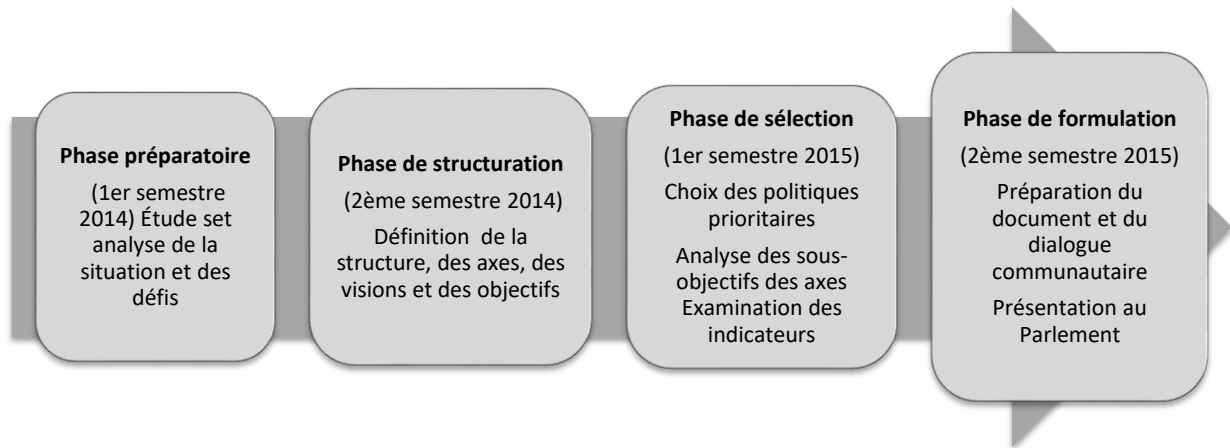 Phase préparatoire
(1er semestre
2014) Étude set
analyse de la
situation et des
défis
Phase de structuration
(2ème semestre 2014)
Définition de la
structure, des axes, des
visions et des objectifs
Phase de sélection
(1er semestre 2015)
Choix des politiques
prioritaires
Analyse des sous-
objectifs des axes
Examination des
indicateurs
Phase de formulation
(2ème semestre 2015)
Préparation du
document et du
dialogue
communautaire
Présentation au
Parlement